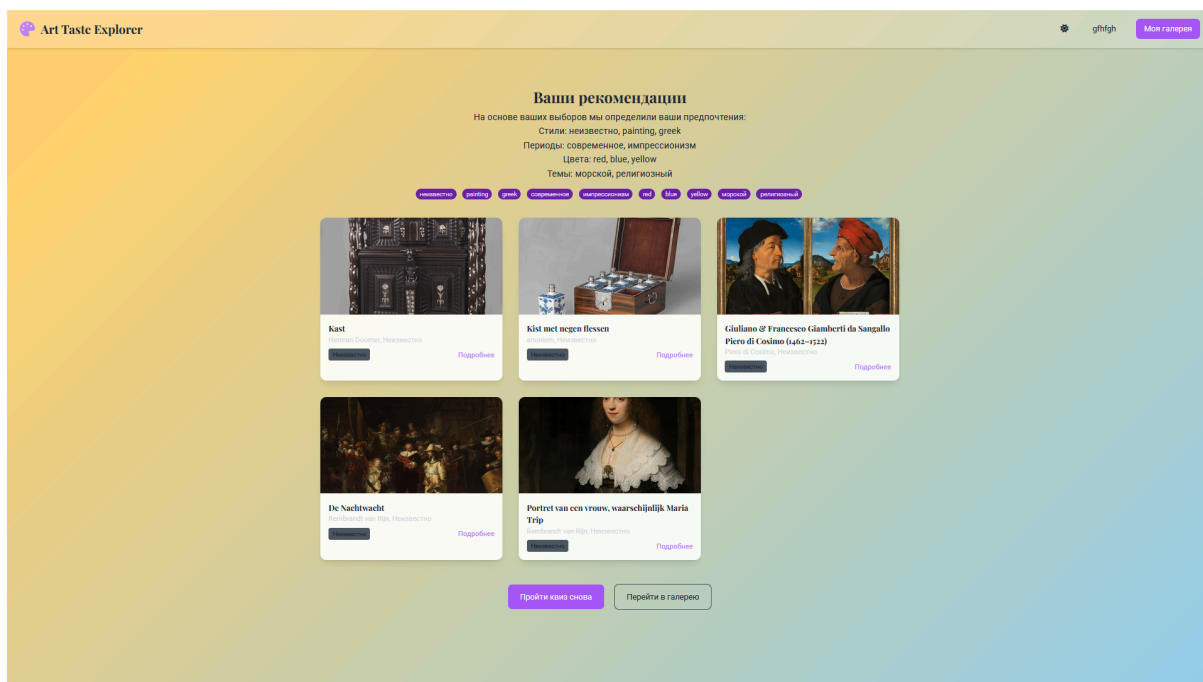 Art Taste Explorer
gfhfgh
Моя галерея
Ваши рекомендации
На основе ваших выборов мы определили ваши предпочтения:
Стили: неизвестно, painting, greek
Периоды: современное, импрессионизм
Цвета: red, blue, yellow
Темы: морской, религиозный
неизвестно painting greek современное импрессионизм red blue yellow морской религиозный
Kast
Herman Doomer, Неизвестно
Неизвестно
Подробнее
Kist met negen flessen
anoniem, Неизвестно
Неизвестно
Подробнее
Giuliano & Francesco Giamberti da Sangallo
Piero di Cosimo (1462–1522)
Piero di Cosimo, Неизвестно
Неизвестно
Подробнее
De Nachtwacht
Rembrandt van Rijn, Неизвестно
Неизвестно
Подробнее
Portret van een vrouw, waarschijnlijk Maria
Trip
Rembrandt van Rijn, Неизвестно
Неизвестно
Подробнее
Пройти квиз снова
Перейти в галерею